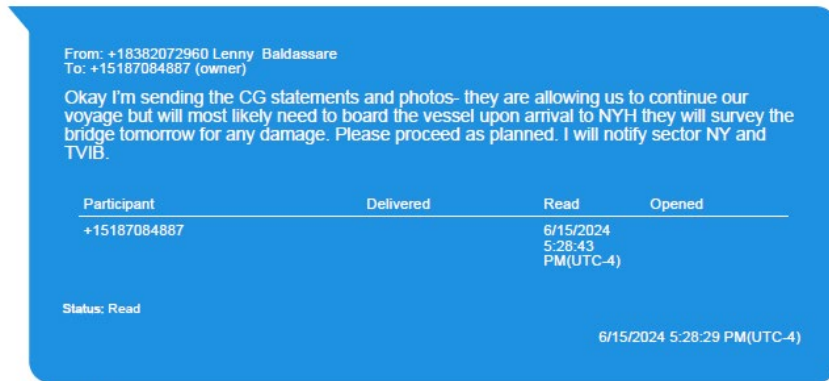 From: +18382072960 Lenny Baldassare
To: +15187084887 (owner)
Okay I'm sending the CG statements and photos- they are allowing us to continue our
voyage but will most likely need to board the vessel upon arrival to NYH they will survey the
bridge tomorrow for any damage. Please proceed as planned. I will notify sector NY and
TVIB.
Participant Delivered Read Opened
+15187084887 6/15/2024
5:28:43
PM(UTC-4)
Status: Read
6/15/2024 5:28:29 PM(UTC-4)